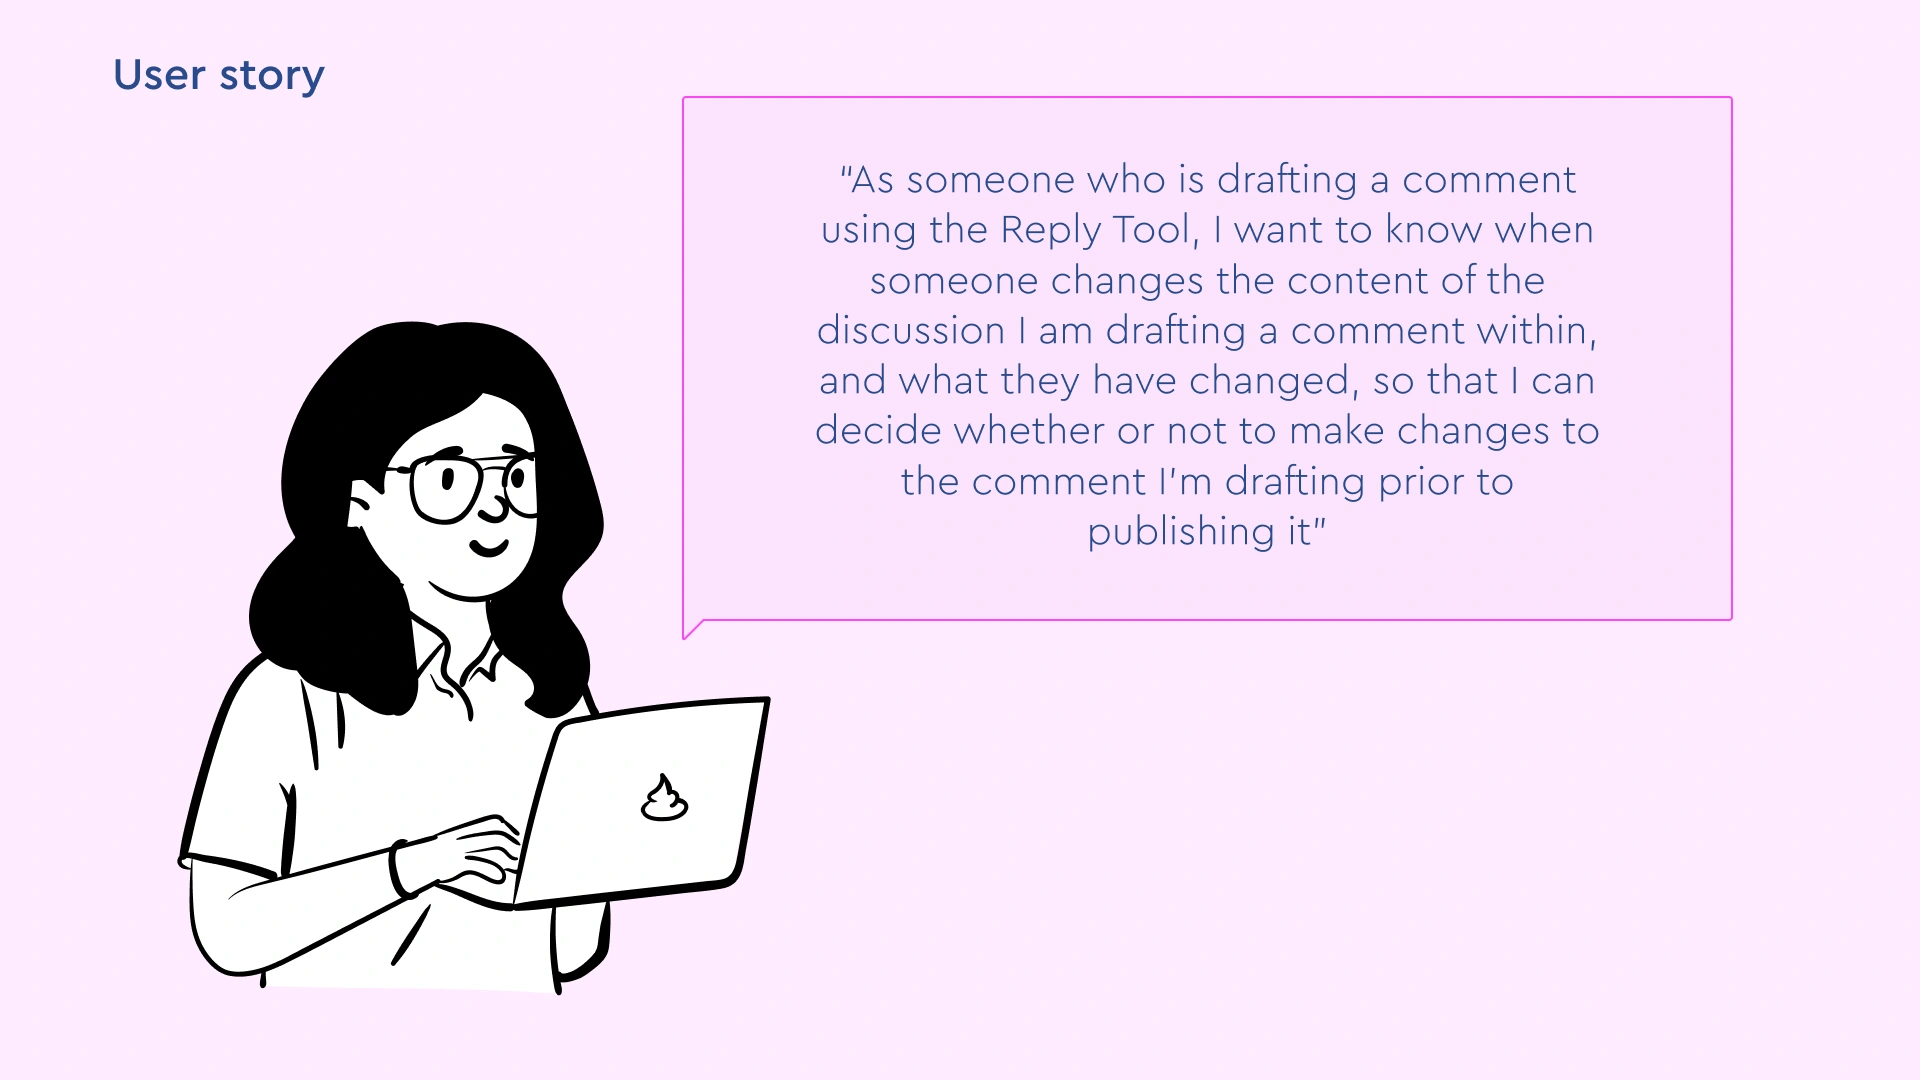 User story
“As someone who is drafting a comment
using the Reply Tool, I want to know when
someone changes the content of the
discussion I am drafting a comment within,
and what they have changed, so that I can
decide whether or not to make changes to
the comment I’m drafting prior to
publishing it”